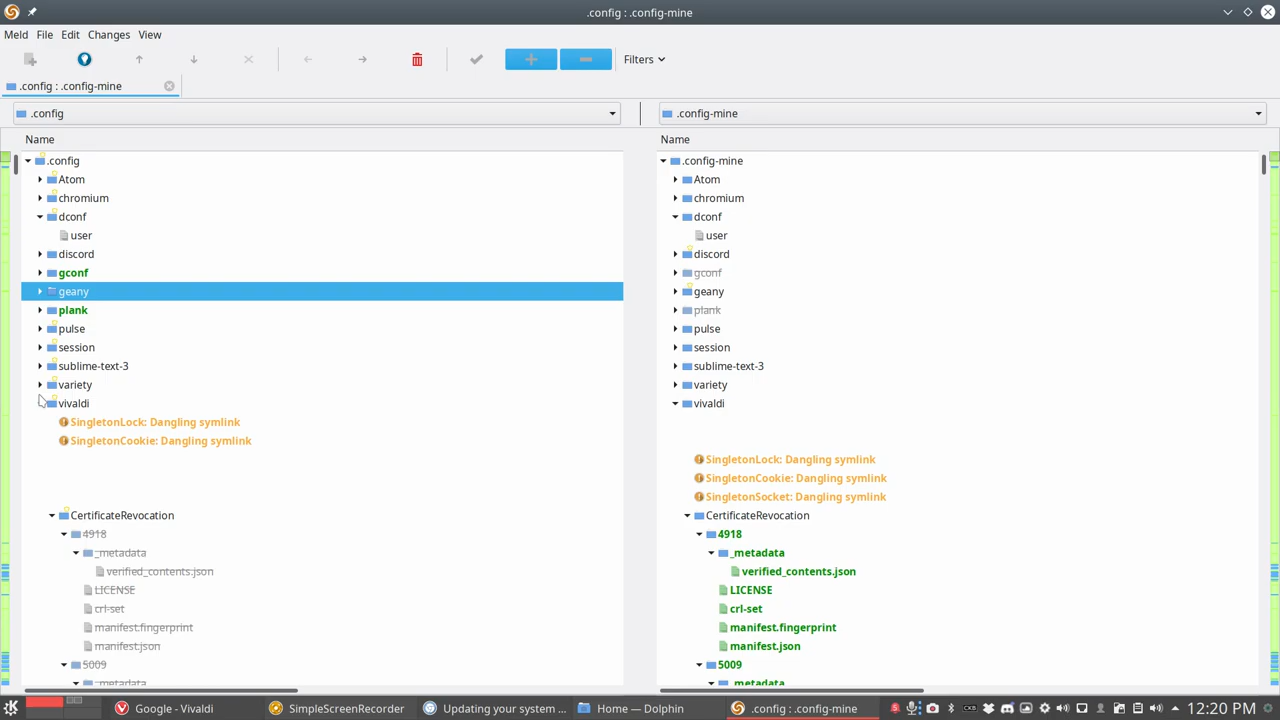 .config : .config-mine
Meld File Edit Changes View
Filters
.config : .config-mine
.config .config-mine
Name Name
.config .config-mine
Atom Atom
chromium chromium
dconf dconf
user user
discord discord
gconf gconf
geany geany
plank plank
pulse pulse
session session
sublime-text-3 sublime-text-3
variety variety
vivaldi vivaldi
SingletonLock: Dangling symlink
SingletonCookie: Dangling symlink
SingletonLock: Dangling symlink
SingletonCookie: Dangling symlink
SingletonSocket: Dangling symlink
CertificateRevocation CertificateRevocation
4918 4918
_metadata _metadata
verified_contents.json verified_contents.json
LICENSE LICENSE
crl-set crl-set
manifest.fingerprint manifest.fingerprint
manifest.json manifest.json
5009 5009
_metadata _metadata
Google - Vivaldi SimpleScreenRecorder Updating your system ... Home — Dolphin .config : .config-mine 12:20 PM